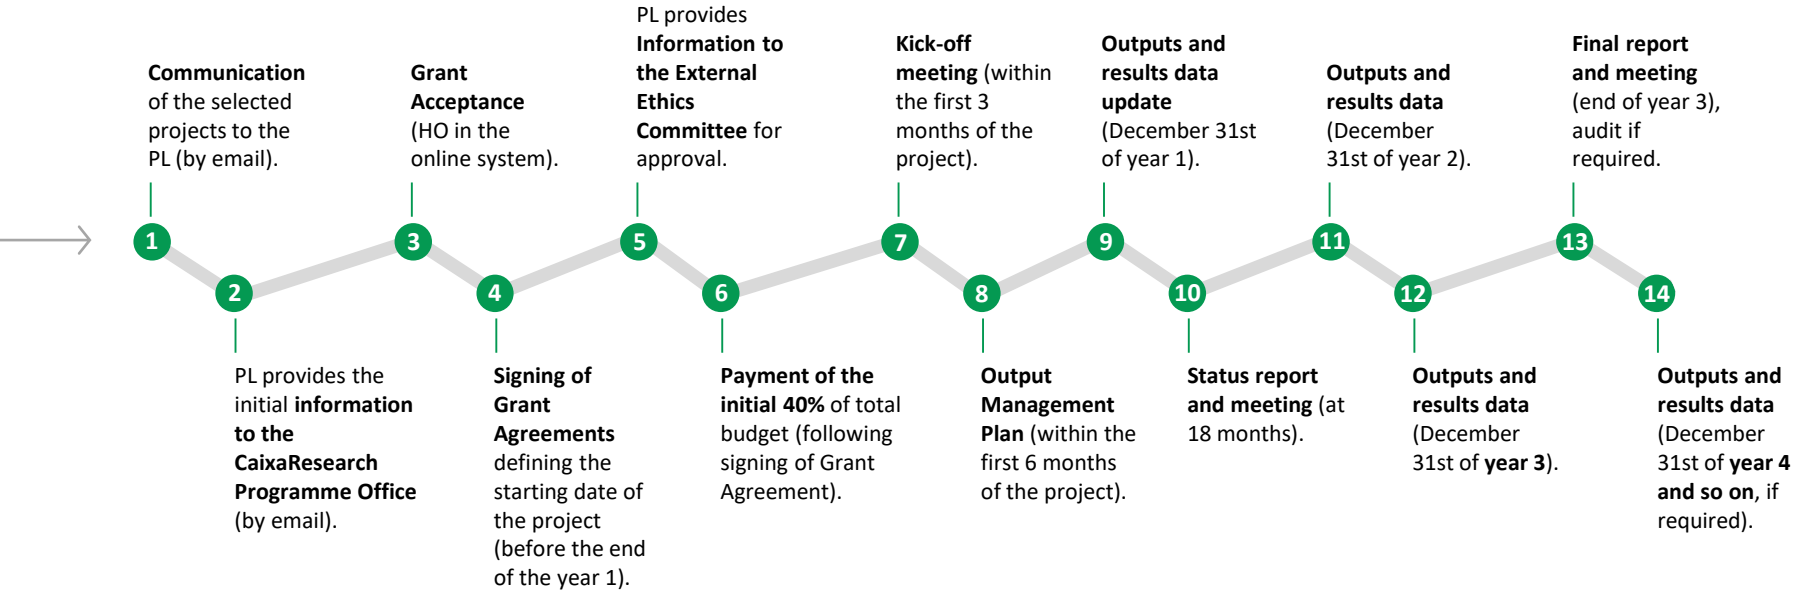 Communication
of the selected
projects to the
PL (by email).
1
PL provides the
initial information
to the
CaixaResearch
Programme Office
(by email).
2
Grant
Acceptance
(HO in the
online system).
3
Signing of
Grant
Agreements
defining the
starting date of
the project
(before the end
of the year 1).
4
PL provides
Information to
the External
Ethics
Committee for
approval.
5
Payment of the
initial 40% of total
budget (following
signing of Grant
Agreement).
6
Kick-off
meeting (within
the first 3
months of the
project).
7
Output
Management
Plan (within the
first 6 months
of the project).
8
Outputs and
results data
update
(December 31st
of year 1).
9
Status report
and meeting (at
18 months).
10
Outputs and
results data
(December
31st of year 2).
11
Outputs and
results data
(December
31st of year 3).
12
Final report
and meeting
(end of year 3),
audit if
required.
13
Outputs and
results data
(December
31st of year 4
and so on, if
required).
14